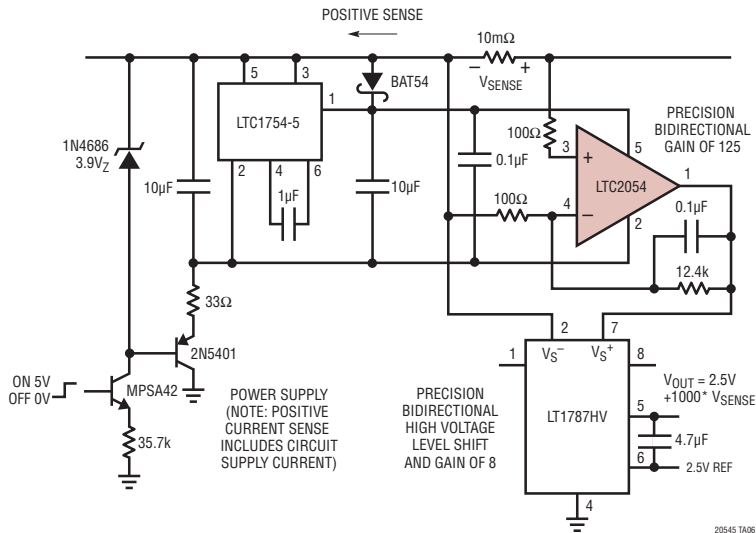 POSITIVE SENSE
10mΩ
– VSENSE +
BAT54
5
3
1
LTC1754-5
2
4
6
1µF
1N4686
3.9VZ
10µF
10µF
0.1µF
100Ω
100Ω
3
+
4
–
5
LTC2054
1
2
PRECISION
BIDIRECTIONAL
GAIN OF 125
0.1µF
12.4k
33Ω
2N5401
ON 5V
OFF 0V
MPSA42
35.7k
POWER SUPPLY
(NOTE: POSITIVE
CURRENT SENSE
INCLUDES CIRCUIT
SUPPLY CURRENT)
PRECISION
BIDIRECTIONAL
HIGH VOLTAGE
LEVEL SHIFT
AND GAIN OF 8
2
7
1
VS–
VS+
8
LT1787HV
5
6
4
VOUT = 2.5V
+1000* VSENSE
4.7µF
2.5V REF
20545 TA06